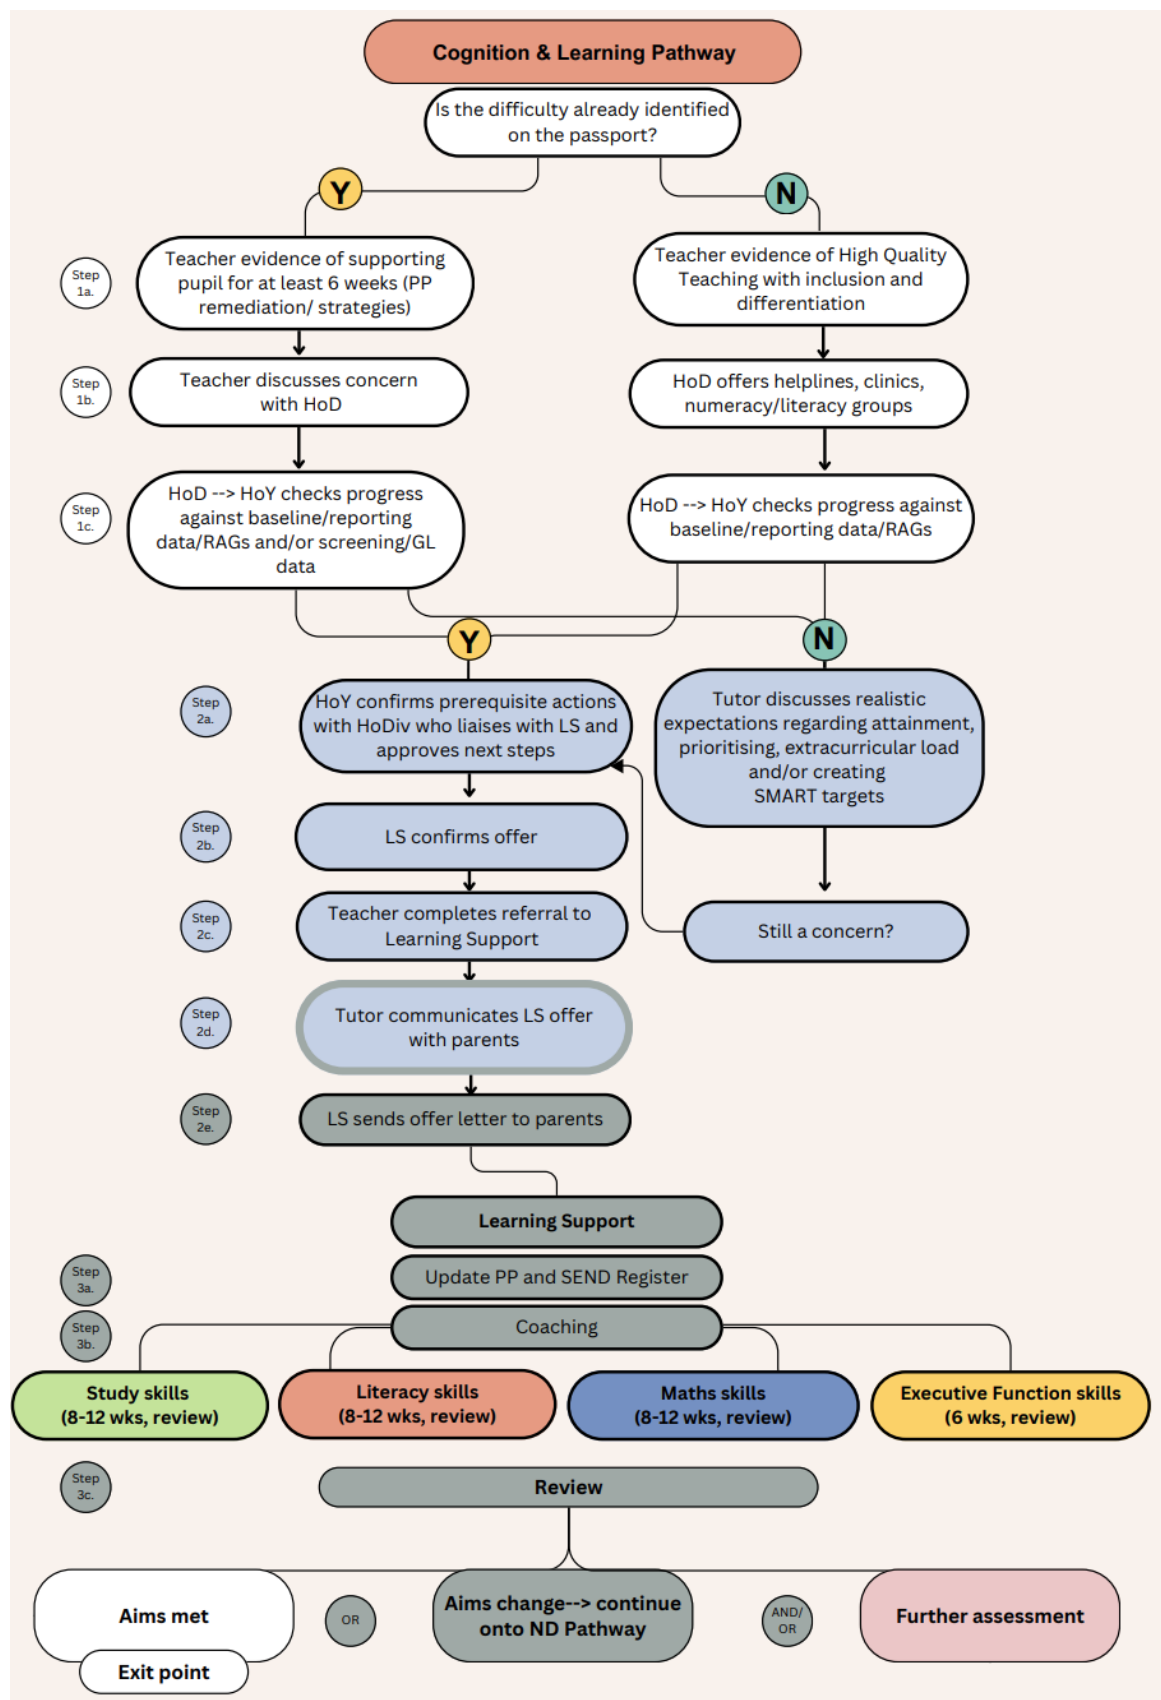 Cognition & Learning Pathway
Is the difficulty already identified
on the passport?
Y
N
Step
1a.
Teacher evidence of supporting
pupil for at least 6 weeks (PP
remediation/ strategies)
Teacher evidence of High Quality
Teaching with inclusion and
differentiation
Step
1b.
Teacher discusses concern
with HoD
HoD offers helplines, clinics,
numeracy/literacy groups
Step
1c.
HoD --> HoY checks progress
against baseline/reporting
data/RAGs and/or screening/GL
data
HoD --> HoY checks progress against
baseline/reporting data/RAGs
Y
N
Step
2a.
HoY confirms prerequisite actions
with HoDiv who liaises with LS and
approves next steps
Tutor discusses realistic
expectations regarding attainment,
prioritising, extracurricular load
and/or creating
SMART targets
Step
2b.
LS confirms offer
Step
2c.
Teacher completes referral to
Learning Support
Still a concern?
Step
2d.
Tutor communicates LS offer
with parents
Step
2e.
LS sends offer letter to parents
Learning Support
Step
3a.
Update PP and SEND Register
Step
3b.
Coaching
Study skills
(8-12 wks, review)
Literacy skills
(8-12 wks, review)
Maths skills
(8-12 wks, review)
Executive Function skills
(6 wks, review)
Step
3c.
Review
Aims met
Exit point
OR
Aims change--> continue
onto ND Pathway
AND/
OR
Further assessment